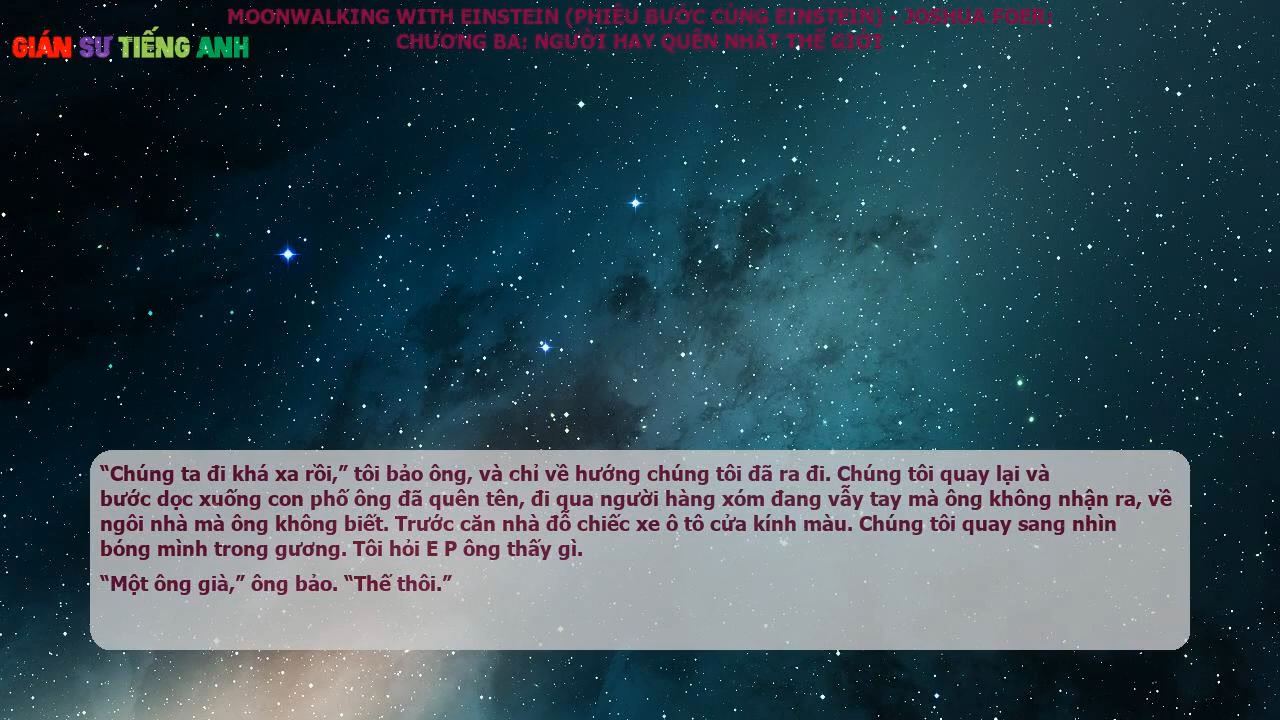 MOONWALKING WITH EINSTEIN (PHIÊU BƯỚC CÙNG EINSTEIN) - JOSHUA FOER;
CHƯƠNG BA: NGƯỜI HAY QUÊN NHẤT THẾ GIỚI
GIÁN SƯ TIẾNG ANH
“Chúng ta đi khá xa rồi,” tôi bảo ông, và chỉ về hướng chúng tôi đã ra đi. Chúng tôi quay lại và
bước dọc xuống con phố ông đã quên tên, đi qua người hàng xóm đang vẫy tay mà ông không nhận ra, về
ngôi nhà mà ông không biết. Trước căn nhà đỗ chiếc xe ô tô cửa kính màu. Chúng tôi quay sang nhìn
bóng mình trong gương. Tôi hỏi E P ông thấy gì.
“Một ông già,” ông bảo. “Thế thôi.”